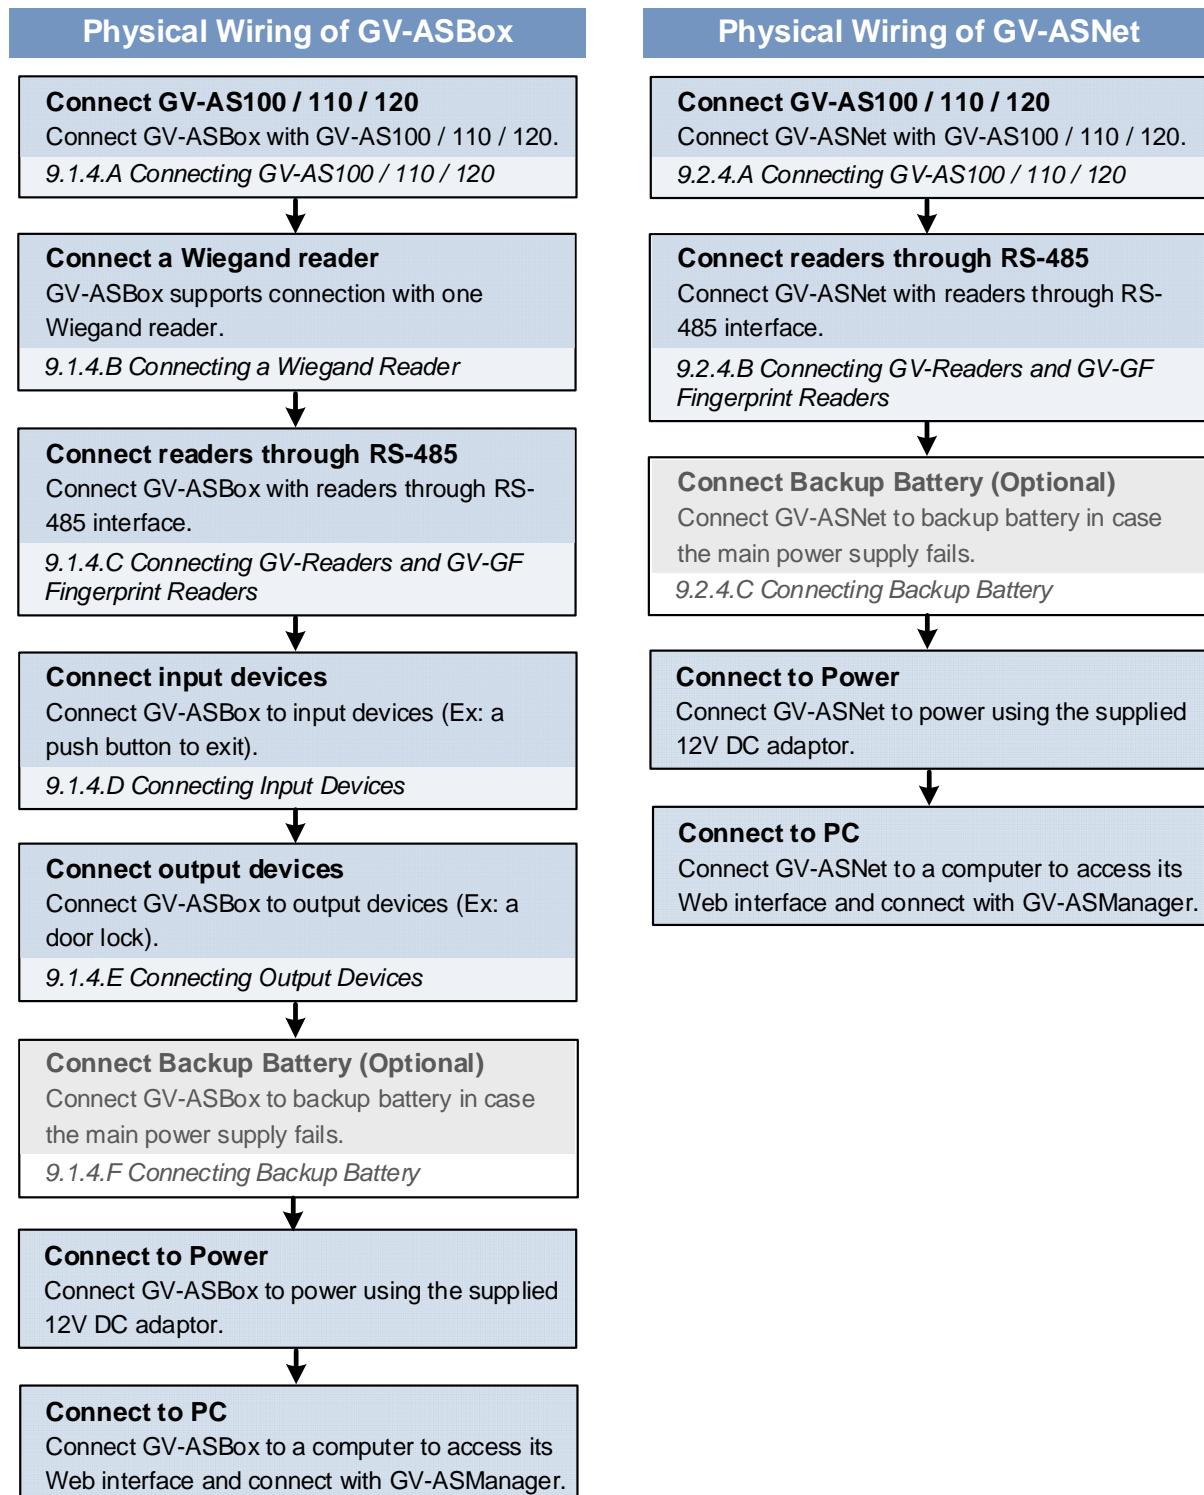 Physical Wiring of GV-ASBox
Connect GV-AS100 / 110 / 120
Connect GV-ASBox with GV-AS100 / 110 / 120.
9.1.4.A Connecting GV-AS100 / 110 / 120
Connect a Wiegand reader
GV-ASBox supports connection with one
Wiegand reader.
9.1.4.B Connecting a Wiegand Reader
Connect readers through RS-485
Connect GV-ASBox with readers through RS-
485 interface.
9.1.4.C Connecting GV-Readers and GV-GF
Fingerprint Readers
Connect input devices
Connect GV-ASBox to input devices (Ex: a
push button to exit).
9.1.4.D Connecting Input Devices
Connect output devices
Connect GV-ASBox to output devices (Ex: a
door lock).
9.1.4.E Connecting Output Devices
Connect Backup Battery (Optional)
Connect GV-ASBox to backup battery in case
the main power supply fails.
9.1.4.F Connecting Backup Battery
Connect to Power
Connect GV-ASBox to power using the supplied
12V DC adaptor.
Connect to PC
Connect GV-ASBox to a computer to access its
Web interface and connect with GV-ASManager.
Physical Wiring of GV-ASNet
Connect GV-AS100 / 110 / 120
Connect GV-ASNet with GV-AS100 / 110 / 120.
9.2.4.A Connecting GV-AS100 / 110 / 120
Connect readers through RS-485
Connect GV-ASNet with readers through RS-
485 interface.
9.2.4.B Connecting GV-Readers and GV-GF
Fingerprint Readers
Connect Backup Battery (Optional)
Connect GV-ASNet to backup battery in case
the main power supply fails.
9.2.4.C Connecting Backup Battery
Connect to Power
Connect GV-ASNet to power using the supplied
12V DC adaptor.
Connect to PC
Connect GV-ASNet to a computer to access its
Web interface and connect with GV-ASManager.